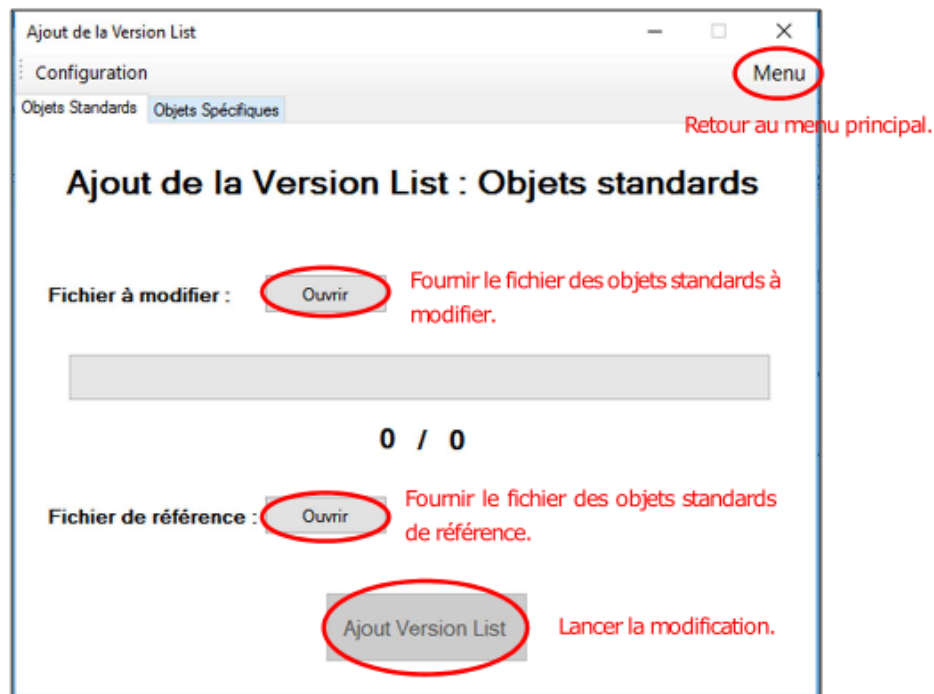 Ajout de la Version List
Configuration
Menu
Objets Standards
Objets Spécifiques
Retour au menu principal.
Ajout de la Version List : Objets standards
Fichier à modifier :
Ouvrir
Fournir le fichier des objets standards à
modifier.
0 / 0
Fichier de référence :
Ouvrir
Fournir le fichier des objets standards
de référence.
Ajout Version List
Lancer la modification.